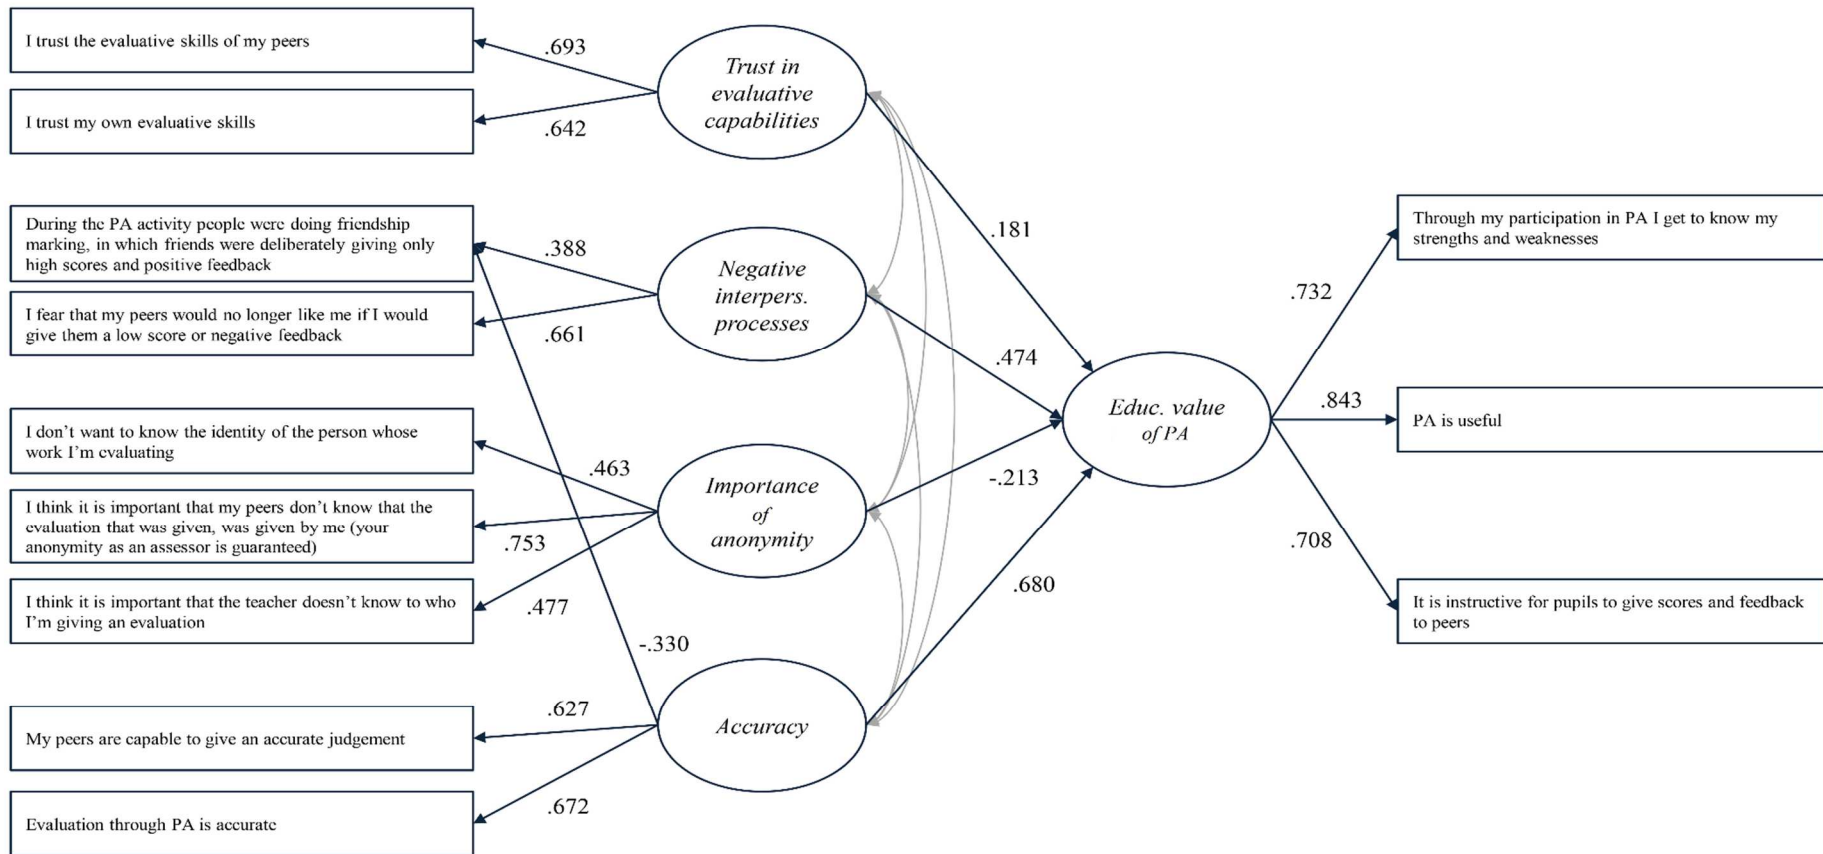 I trust the evaluative skills of my peers
I trust my own evaluative skills
During the PA activity people were doing friendship
marking, in which friends were deliberately giving only
high scores and positive feedback
I fear that my peers would no longer like me if I would
give them a low score or negative feedback
I don't want to know the identity of the person whose
work I'm evaluating
I think it is important that my peers don't know that the
evaluation that was given, was given by me (your
anonymity as an assessor is guaranteed)
I think it is important that the teacher doesn't know to who
I'm giving an evaluation
My peers are capable to give an accurate judgement
Evaluation through PA is accurate
.693
.642
.388
.661
.463
.753
.477
-.330
.627
.672
Trust in
evaluative
capabilities
Negative
interpers.
processes
Importance
of
anonymity
Accuracy
.181
.474
-.213
.680
Educ. value
of PA
.732
.843
.708
Through my participation in PA I get to know my
strengths and weaknesses
PA is useful
It is instructive for pupils to give scores and feedback
to peers